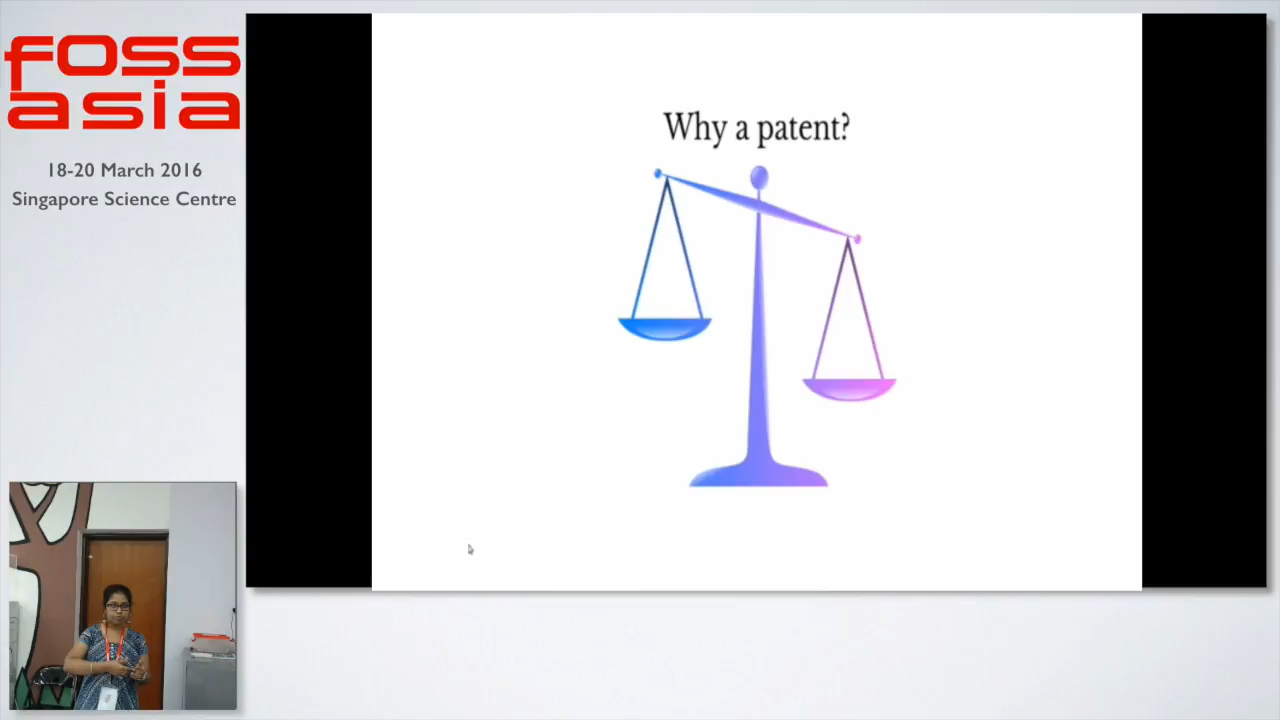 foss
asia
18-20 March 2016
Singapore Science Centre
Why a patent?